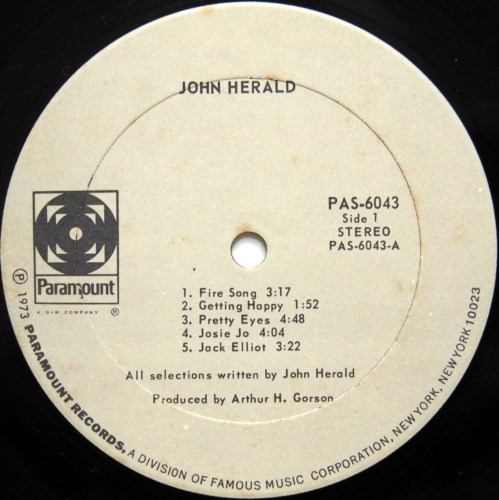 JOHN HERALD
PAS-6043
Side 1
STEREO
PAS-6043-A
Paramount
A G+W COMPANY ®
1. Fire Song 3:17
2. Getting Happy 1:52
3. Pretty Eyes 4:48
4. Josie Jo 4:04
5. Jack Elliot 3:22
All selections written by John Herald
Produced by Arthur H. Gorson
℗ 1973 PARAMOUNT RECORDS, A DIVISION OF FAMOUS MUSIC CORPORATION, NEW YORK, NEW YORK 10023